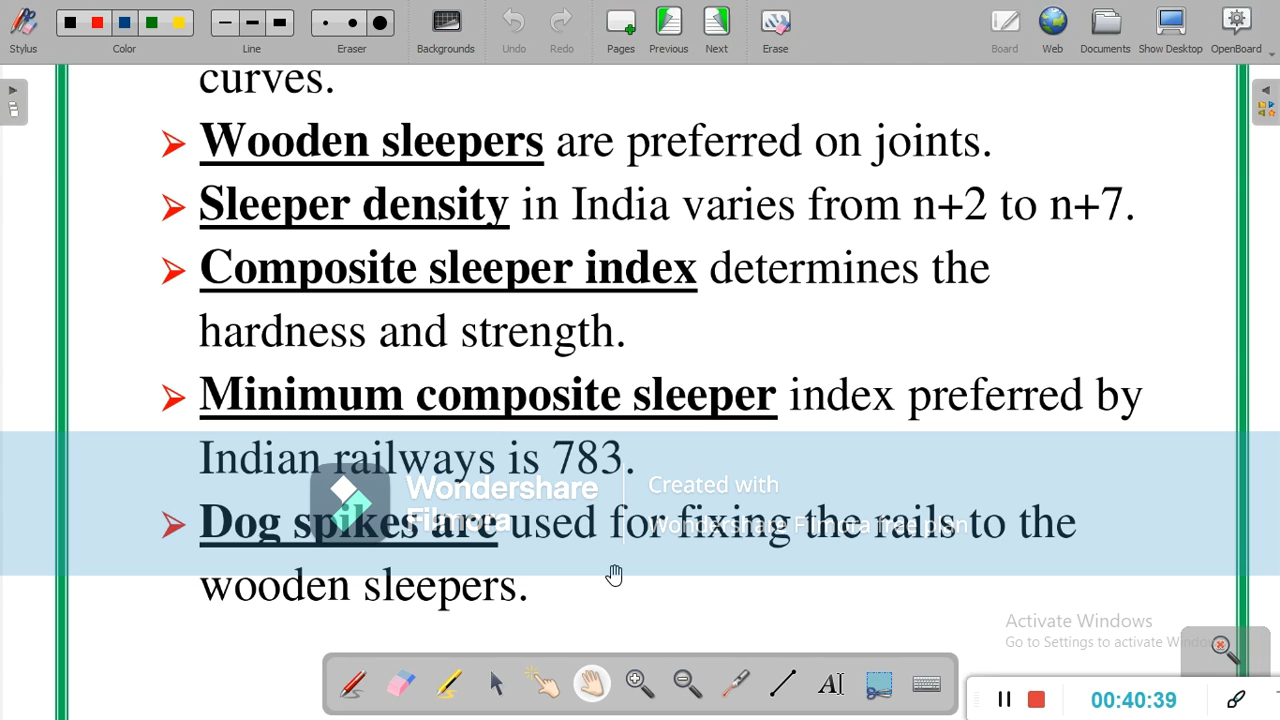 Stylus Color Line Eraser Backgrounds Undo Redo Pages Previous Next Erase Board Web Documents Show Desktop OpenBoard
curves.
➢ Wooden sleepers are preferred on joints.
➢ Sleeper density in India varies from n+2 to n+7.
➢ Composite sleeper index determines the
hardness and strength.
➢ Minimum composite sleeper index preferred by
Indian railways is 783.
Wondershare
Filmora
Created with
Wondershare Filmora free plan
➢ Dog spikes are used for fixing the rails to the
wooden sleepers.
Activate Windows
Go to Settings to activate
00:40:39